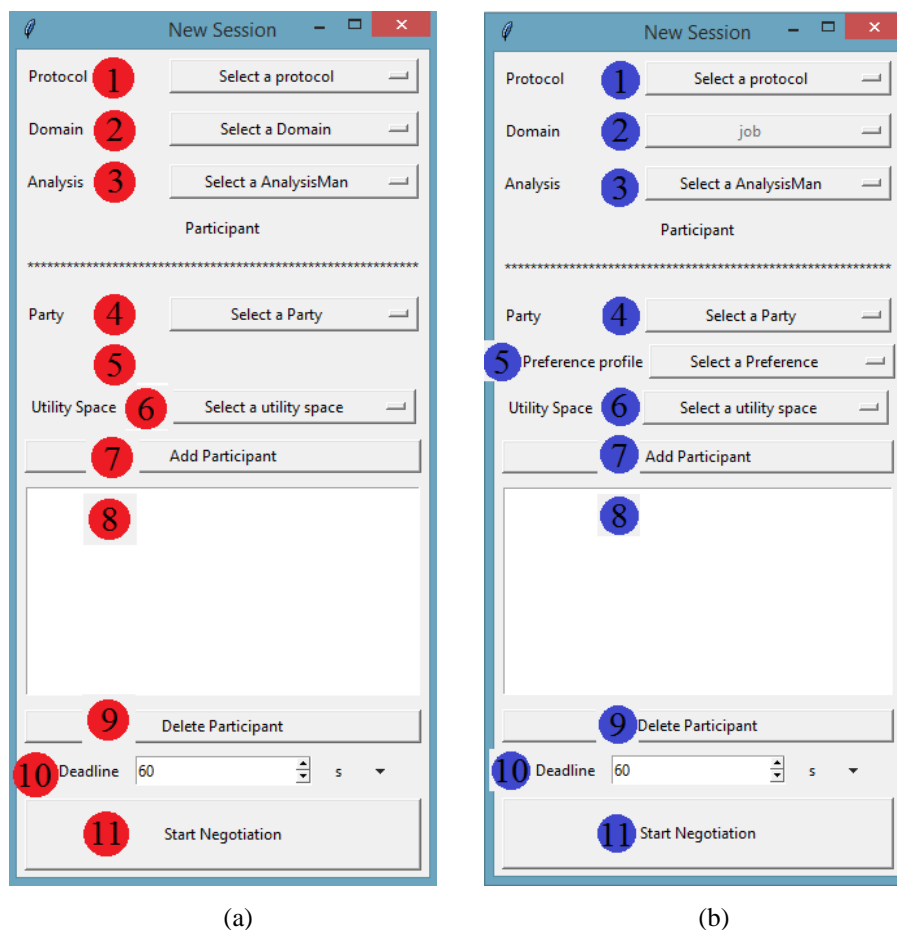 New Session
Protocol 1 Select a protocol
Domain 2 Select a Domain
Analysis 3 Select a AnalysisMan
Participant
***********************************************************
Party 4 Select a Party
5
Utility Space 6 Select a utility space
7 Add Participant
8
9 Delete Participant
10 Deadline 60 s
11 Start Negotiation
(a)
New Session
Protocol 1 Select a protocol
Domain 2 job
Analysis 3 Select a AnalysisMan
Participant
***********************************************************
Party 4 Select a Party
5 Preference profile Select a Preference
Utility Space 6 Select a utility space
7 Add Participant
8
9 Delete Participant
10 Deadline 60 s
11 Start Negotiation
(b)